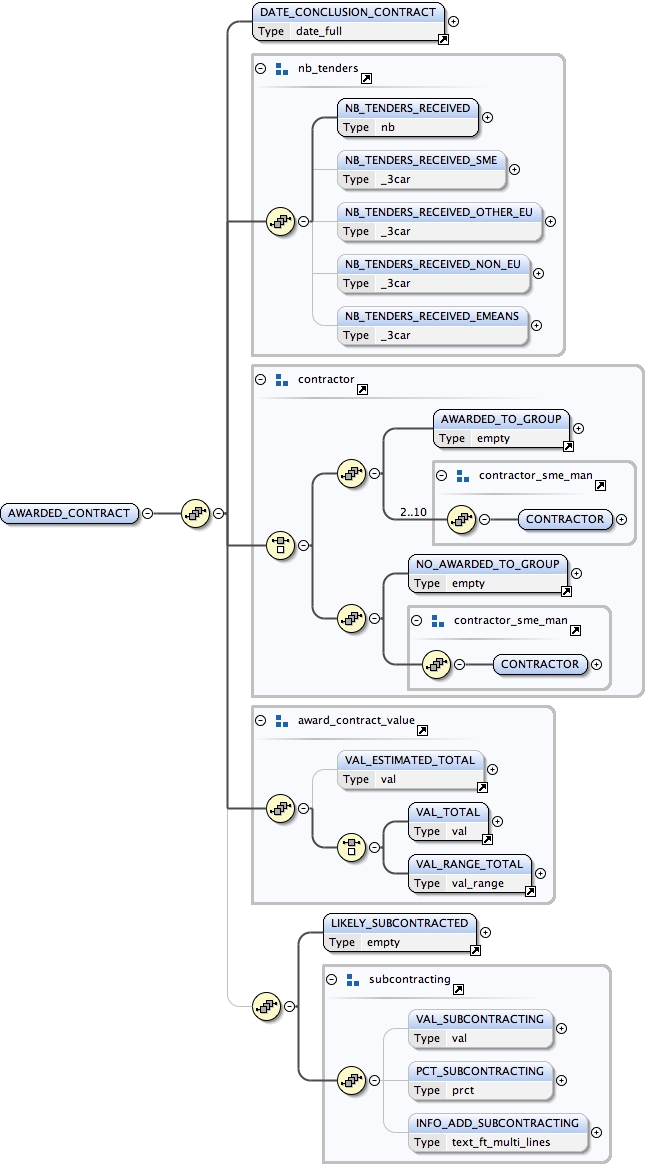 DATE_CONCLUSION_CONTRACT
Type date_full
nb_tenders
NB_TENDERS_RECEIVED
Type nb
NB_TENDERS_RECEIVED_SME
Type _3car
NB_TENDERS_RECEIVED_OTHER_EU
Type _3car
NB_TENDERS_RECEIVED_NON_EU
Type _3car
NB_TENDERS_RECEIVED_EMEANS
Type _3car
contractor
AWARDED_TO_GROUP
Type empty
contractor_sme_man
2..10
CONTRACTOR
AWARDED_CONTRACT
NO_AWARDED_TO_GROUP
Type empty
contractor_sme_man
CONTRACTOR
award_contract_value
VAL_ESTIMATED_TOTAL
Type val
VAL_TOTAL
Type val
VAL_RANGE_TOTAL
Type val_range
LIKELY_SUBCONTRACTED
Type empty
subcontracting
VAL_SUBCONTRACTING
Type val
PCT_SUBCONTRACTING
Type prct
INFO_ADD_SUBCONTRACTING
Type text_ft_multi_lines